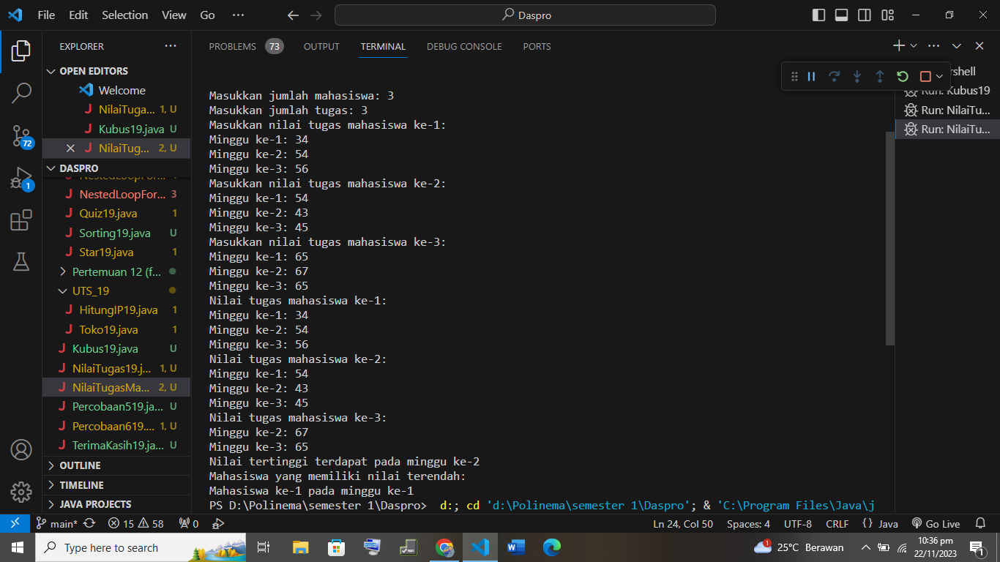 File Edit Selection View Go ··· Daspro
EXPLORER ···
OPEN EDITORS
Welcome
NilaiTuga... 1, U
Kubus19.java U
NilaiTug... 2, U
DASPRO
NestedLoopFor...
NestedLoopFor... 3
Quiz19.java 1
Sorting19.java U
Star19.java 1
Pertemuan 12 (f...
UTS_19
HitungIP19.java 1
Toko19.java 1
Kubus19.java U
NilaiTugas19.j... 1, U
NilaiTugasMa... 2, U
Percobaan519.ja... U
Percobaan619.... 1, U
TerimaKasih19.ja... U
OUTLINE
TIMELINE
JAVA PROJECTS
72
1
PROBLEMS 73 OUTPUT TERMINAL DEBUG CONSOLE PORTS
Masukkan jumlah mahasiswa: 3
Masukkan jumlah tugas: 3
Masukkan nilai tugas mahasiswa ke-1:
Minggu ke-1: 34
Minggu ke-2: 54
Minggu ke-3: 56
Masukkan nilai tugas mahasiswa ke-2:
Minggu ke-1: 54
Minggu ke-2: 43
Minggu ke-3: 45
Masukkan nilai tugas mahasiswa ke-3:
Minggu ke-1: 65
Minggu ke-2: 67
Minggu ke-3: 65
Nilai tugas mahasiswa ke-1:
Minggu ke-1: 34
Minggu ke-2: 54
Minggu ke-3: 56
Nilai tugas mahasiswa ke-2:
Minggu ke-1: 54
Minggu ke-2: 43
Minggu ke-3: 45
Nilai tugas mahasiswa ke-3:
Minggu ke-2: 67
Minggu ke-3: 65
Nilai tertinggi terdapat pada minggu ke-2
Mahasiswa yang memiliki nilai terendah:
Mahasiswa ke-1 pada minggu ke-1
PS D:\Polinema\semester 1\Daspro> d:; cd 'd:\Polinema\semester 1\Daspro'; & 'C:\Program Files\Java\j
rshell
Run: Kubus19
Run: NilaiTu...
Run: NilaiTu...
main* 15 58 0 Ln 24, Col 50 Spaces: 4 UTF-8 CRLF {} Java Go Live
Type here to search
TEXT
1
25°C Berawan
10:36 pm
22/11/2023
1